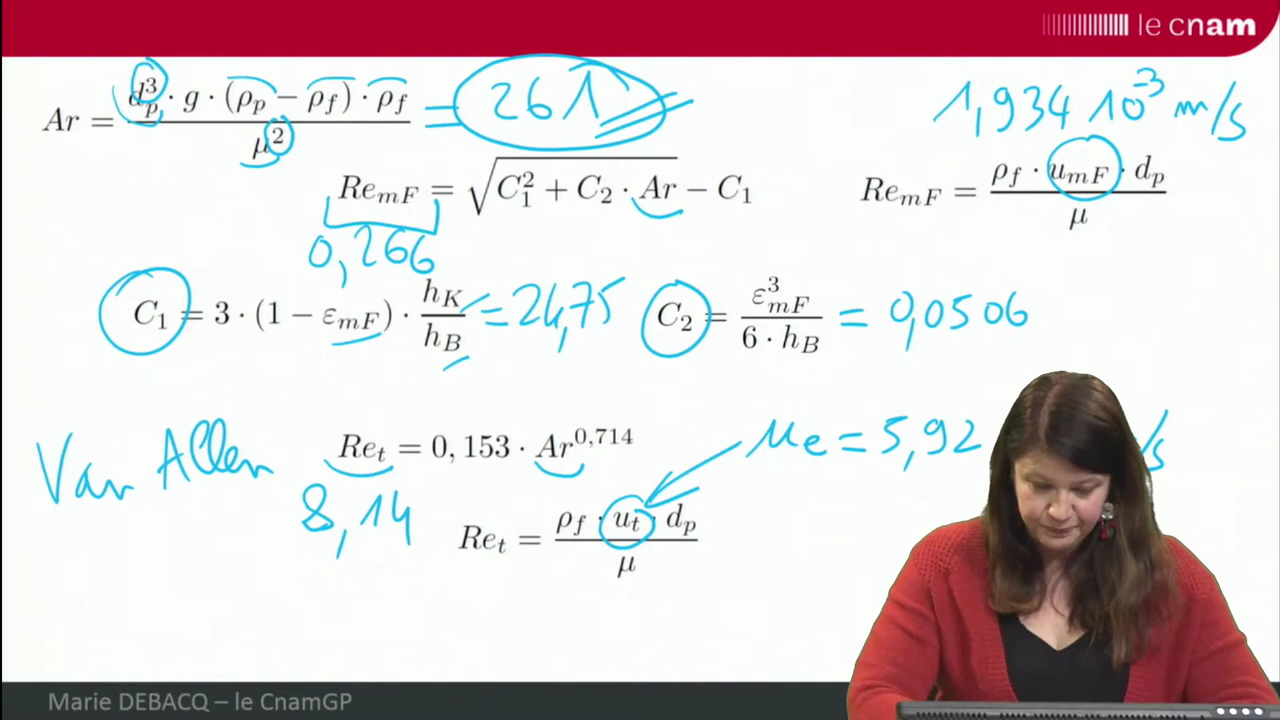 le cnam
Ar = d_p^3 · g · (ρ_p − ρ_f) · ρ_f / μ^2 = 261
1,934 10^-3 m/s
Re_mF = √(C_1^2 + C_2 · Ar) − C_1
Re_mF = ρ_f · u_mF · d_p / μ
0,266
C_1 = 3 · (1 − ε_mF) · h_K / h_B = 24,75
C_2 = ε_mF^3 / (6 · h_B) = 0,0506
Van Allen
Re_t = 0,153 · Ar^0,714
μe = 5,92 /s
8,14
Re_t = ρ_f · u_t · d_p / μ
Marie DEBACQ – le CnamGP